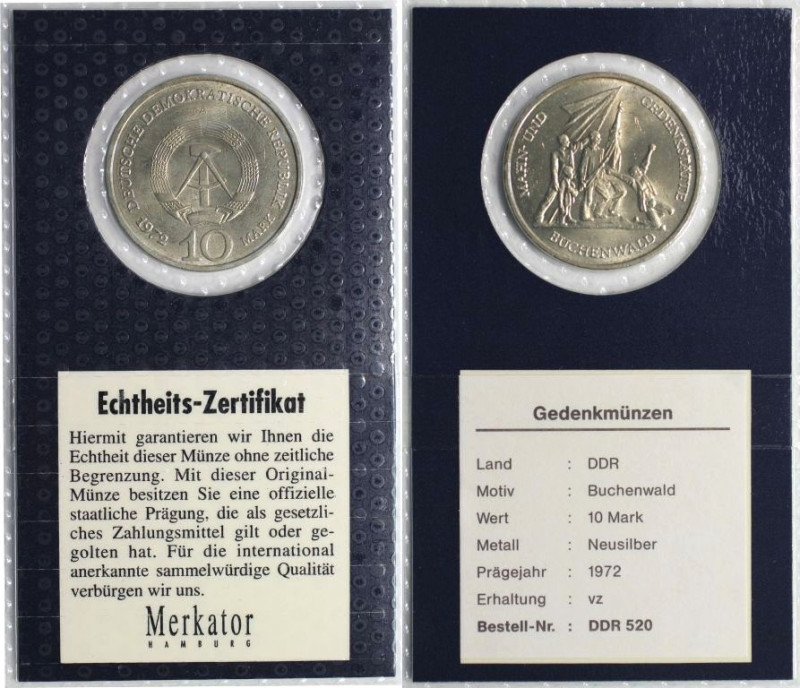 DEUTSCHE DEMOKRATISCHE REPUBLIK
1972
10
MARK
Echtheits-Zertifikat
Hiermit garantieren wir Ihnen die
Echtheit dieser Münze ohne zeitliche
Begrenzung. Mit dieser Original-
Münze besitzen Sie eine offizielle
staatliche Prägung, die als gesetzli-
ches Zahlungsmittel gilt oder ge-
golten hat. Für die international
anerkannte sammelwürdige Qualität
verbürgen wir uns.
Merkator
HAMBURG
MAHN- UND
GEDENKSTÄTTE
BUCHENWALD
Gedenkmünzen
Land : DDR
Motiv : Buchenwald
Wert : 10 Mark
Metall : Neusilber
Prägejahr : 1972
Erhaltung : vz
Bestell-Nr. : DDR 520